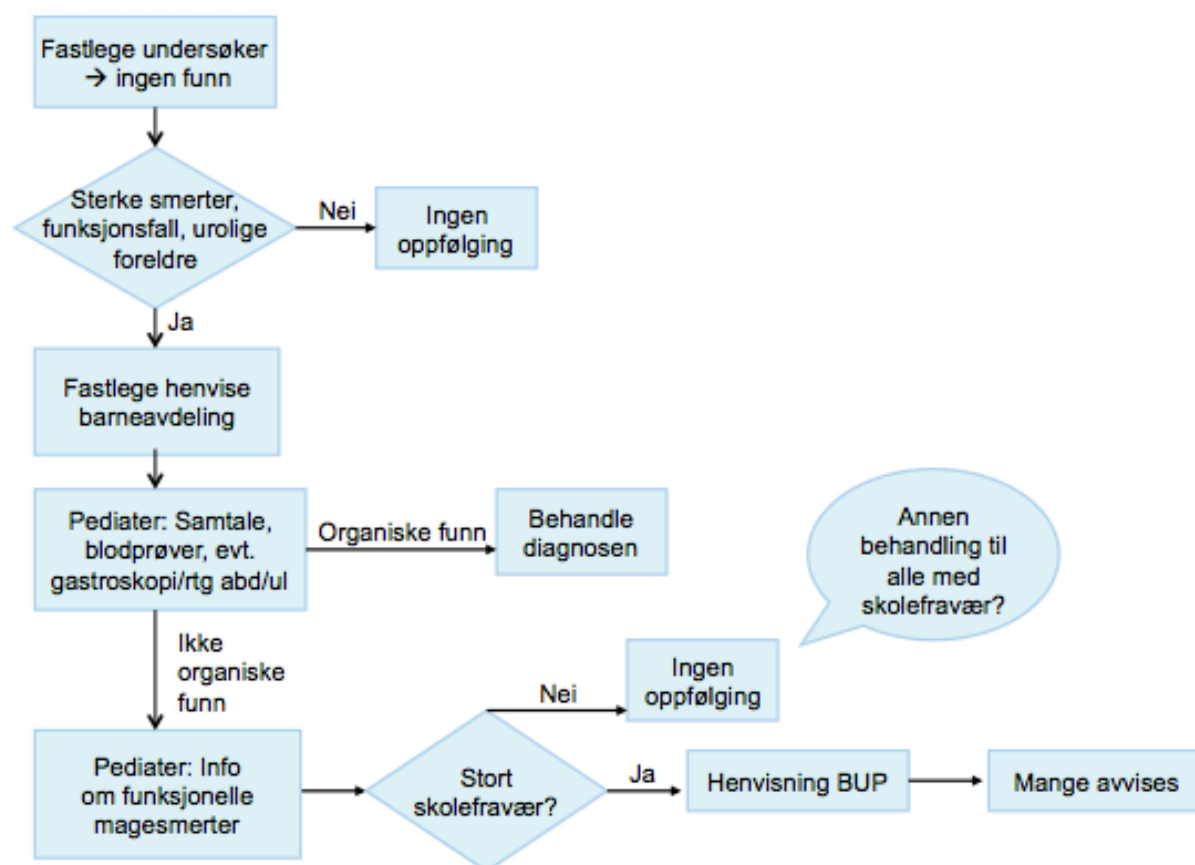 Fastlege undersøker
→ ingen funn
Sterke smerter,
funksjonsfall, urolige
foreldre
Nei
Ingen
oppfølging
Ja
Fastlege henvise
barneavdeling
Pediater: Samtale,
blodprøver, evt.
gastroskopi/rtg abd/ul
Organiske funn
Behandle
diagnosen
Annen
behandling til
alle med
skolefravær?
Ikke
organiske
funn
Pediater: Info
om funksjonelle
magesmerter
Stort
skolefravær?
Nei
Ingen
oppfølging
Ja
Henvisning BUP
Mange avvises